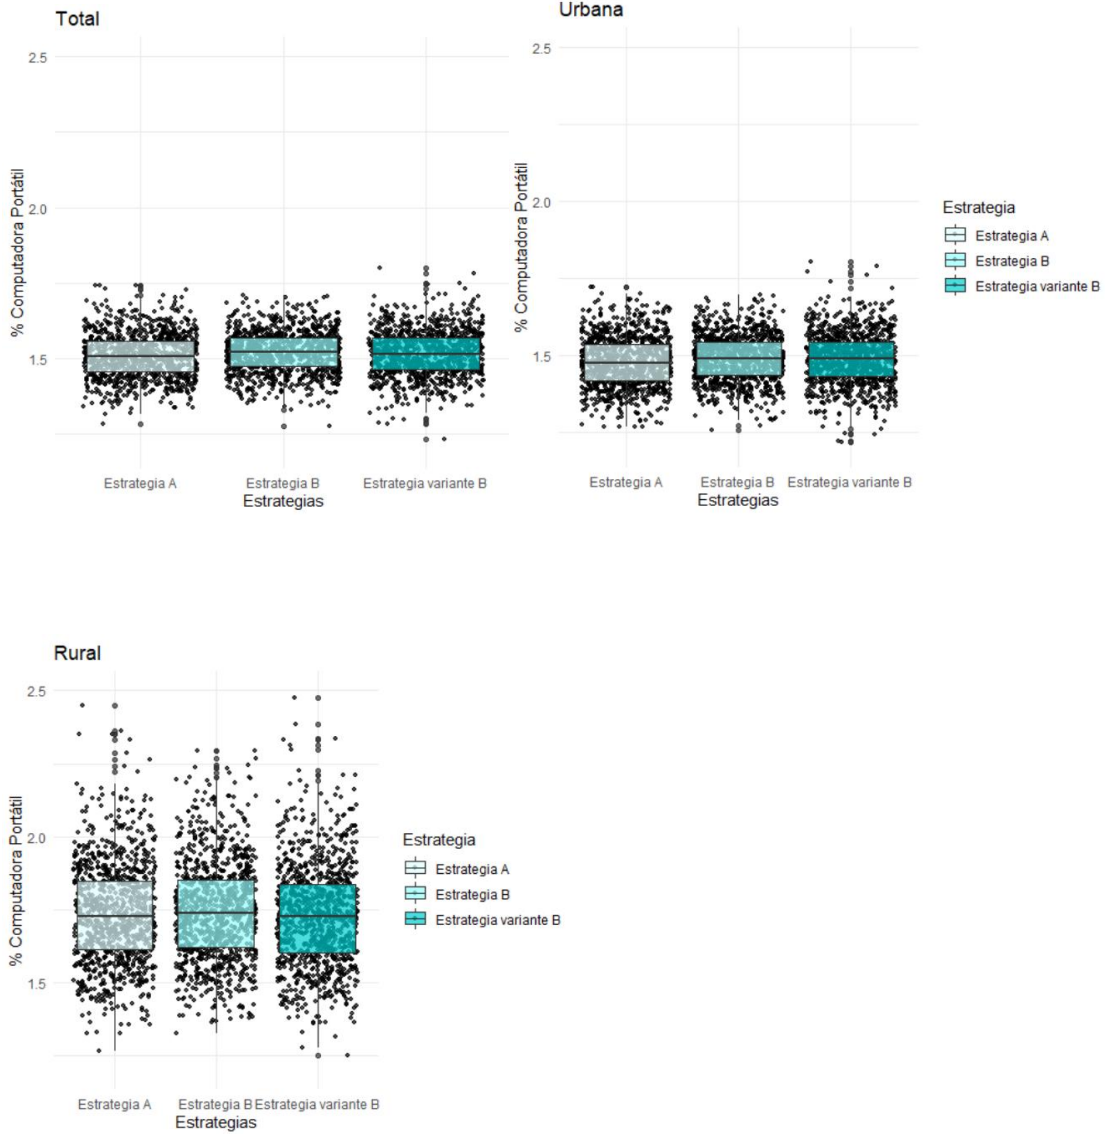 Total
% Computadora Portátil
2.5
2.0
1.5
Estrategia A
Estrategia B
Estrategia variante B
Estrategias
Urbana
% Computadora Portátil
2.5
2.0
1.5
Estrategia A
Estrategia B
Estrategia variante B
Estrategias
Estrategia
Estrategia A
Estrategia B
Estrategia variante B
Rural
% Computadora Portátil
2.5
2.0
1.5
Estrategia A
Estrategia B
Estrategia variante B
Estrategias
Estrategia
Estrategia A
Estrategia B
Estrategia variante B